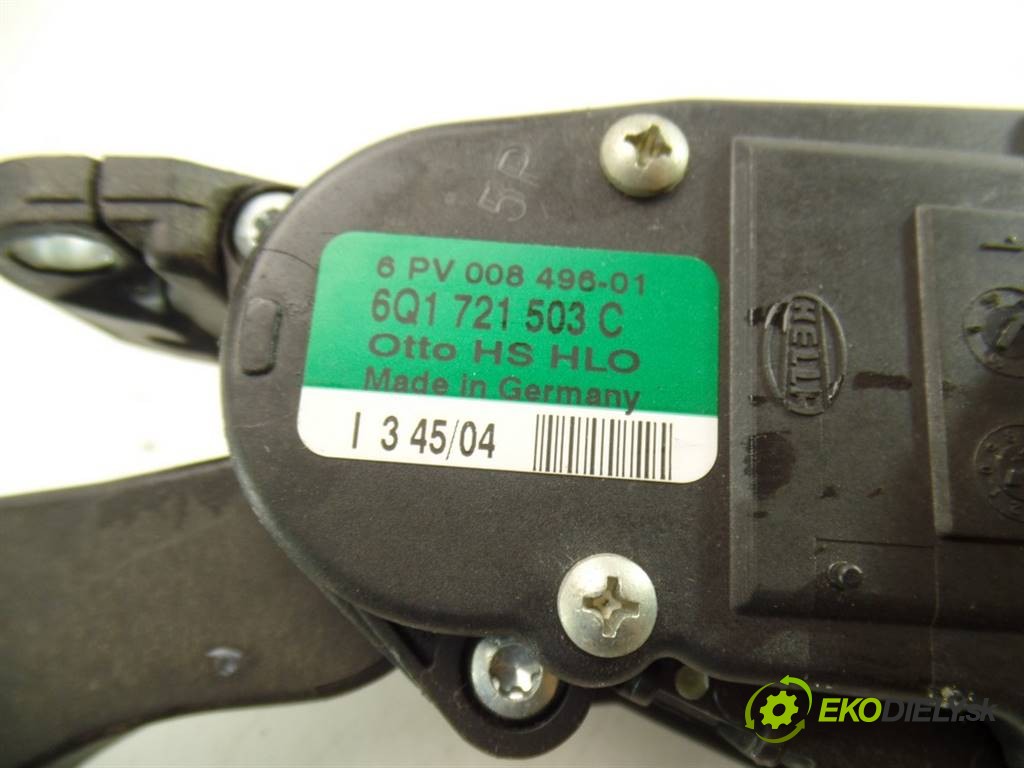 5P
6 PV 008 496-01
6Q1 721 503 C
Otto HS HLO
Made in Germany
I 3 45/04
HELLA
EKODIELY.sk